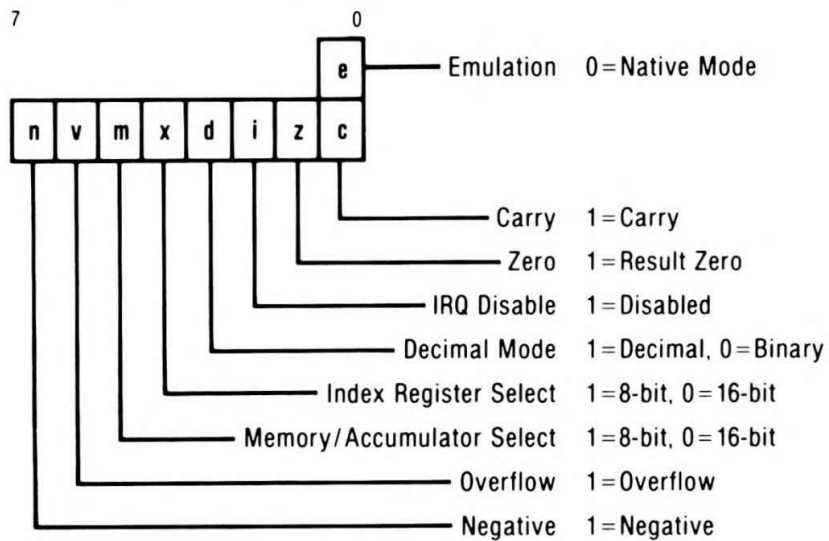 7 0
e Emulation 0=Native Mode
n v m x d i z c
Carry 1=Carry
Zero 1=Result Zero
IRQ Disable 1=Disabled
Decimal Mode 1=Decimal, 0=Binary
Index Register Select 1=8-bit, 0=16-bit
Memory/Accumulator Select 1=8-bit, 0=16-bit
Overflow 1=Overflow
Negative 1=Negative